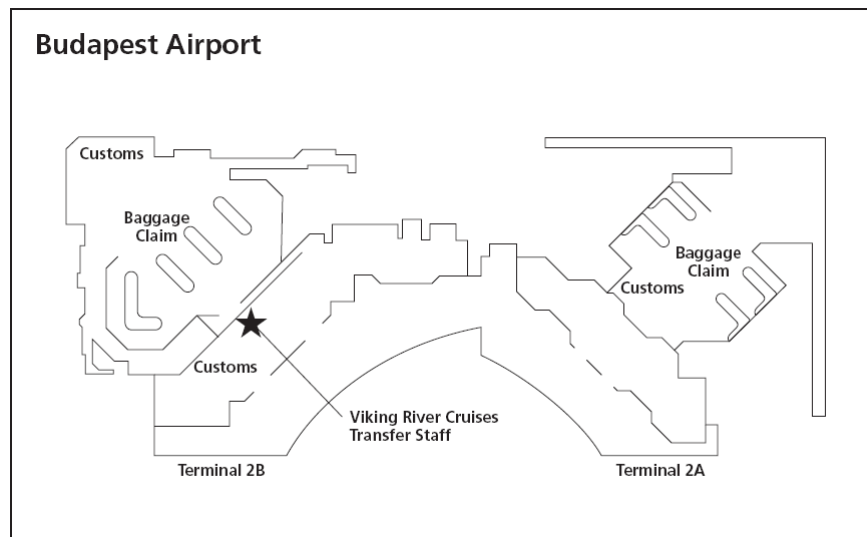 Budapest Airport
Customs
Baggage
Claim
Baggage
Claim
Customs
Customs
Viking River Cruises
Transfer Staff
Terminal 2B
Terminal 2A